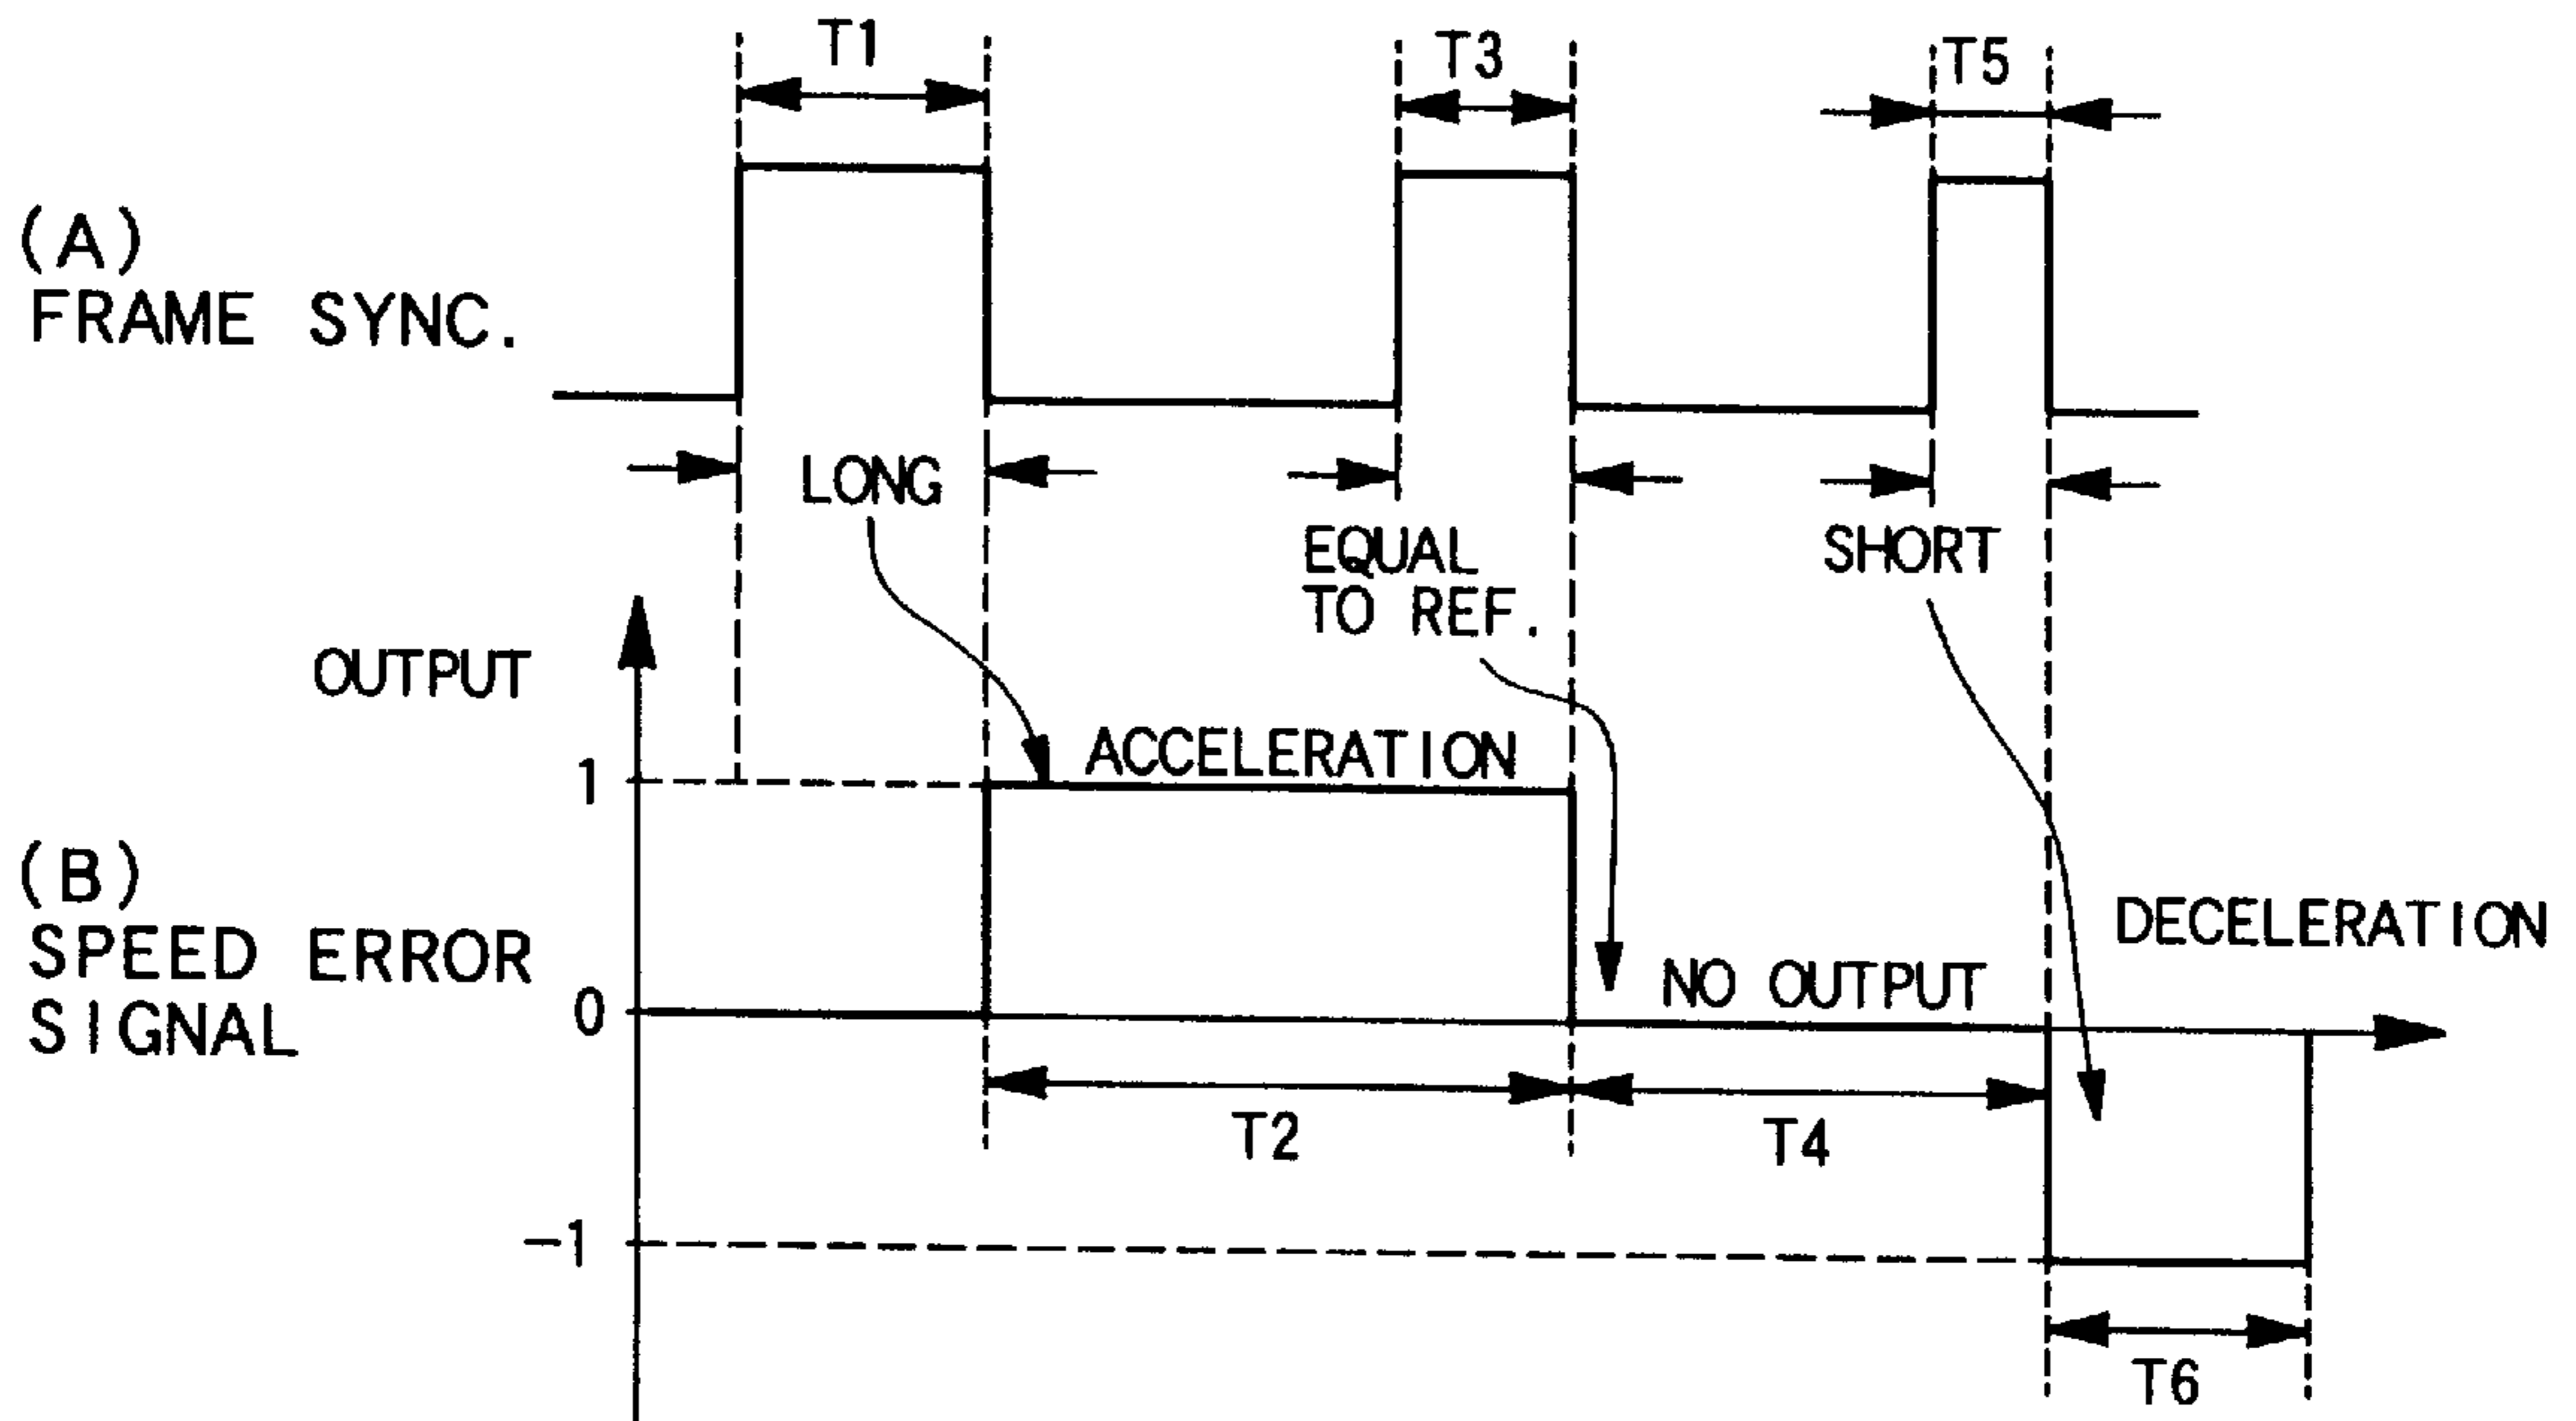 T1
T3
T5
(A)
FRAME SYNC.
LONG
EQUAL
TO REF.
SHORT
OUTPUT
ACCELERATION
1
(B)
SPEED ERROR
SIGNAL
DECELERATION
NO OUTPUT
0
T2
T4
-1
T6